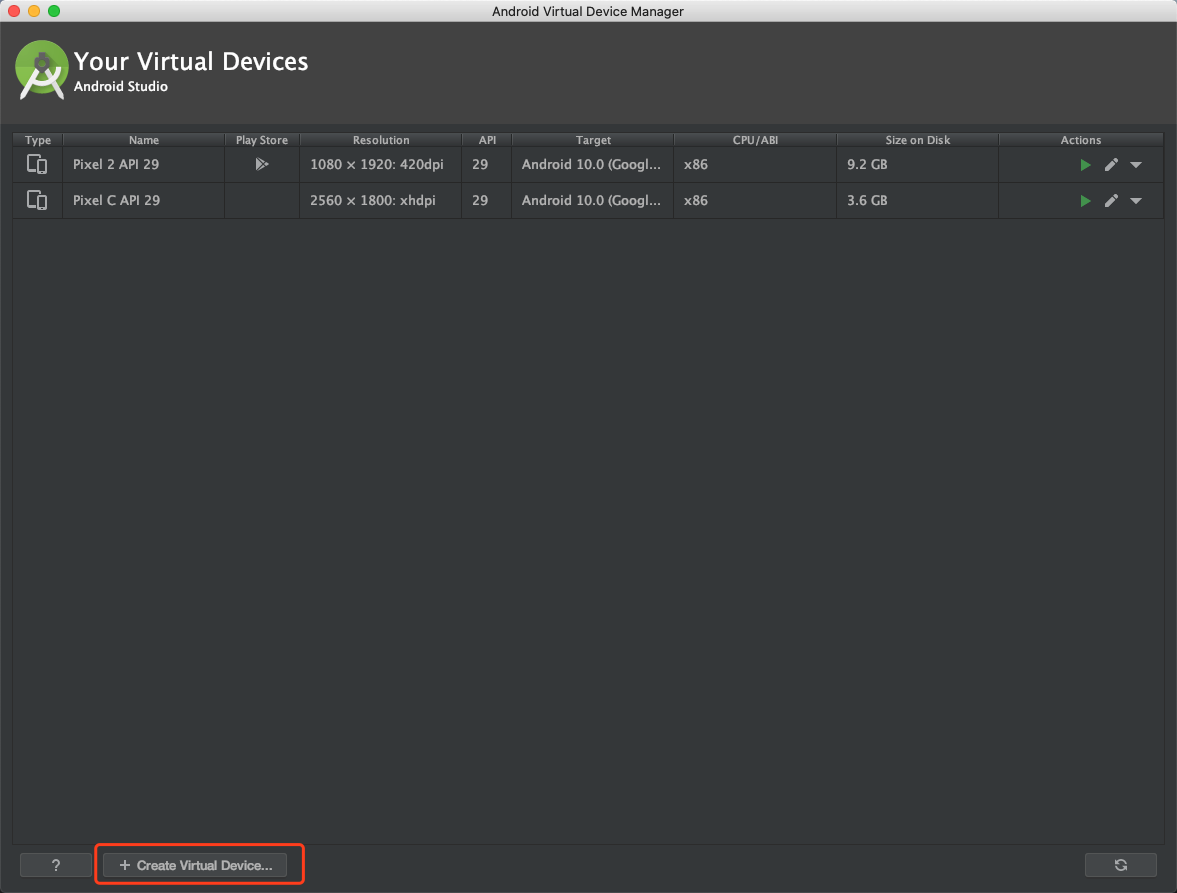 Android Virtual Device Manager
Your Virtual Devices
Android Studio
Type Name Play Store Resolution API Target CPU/ABI Size on Disk Actions
Pixel 2 API 29 1080 × 1920: 420dpi 29 Android 10.0 (Googl... x86 9.2 GB
Pixel C API 29 2560 × 1800: xhdpi 29 Android 10.0 (Googl... x86 3.6 GB
? + Create Virtual Device...